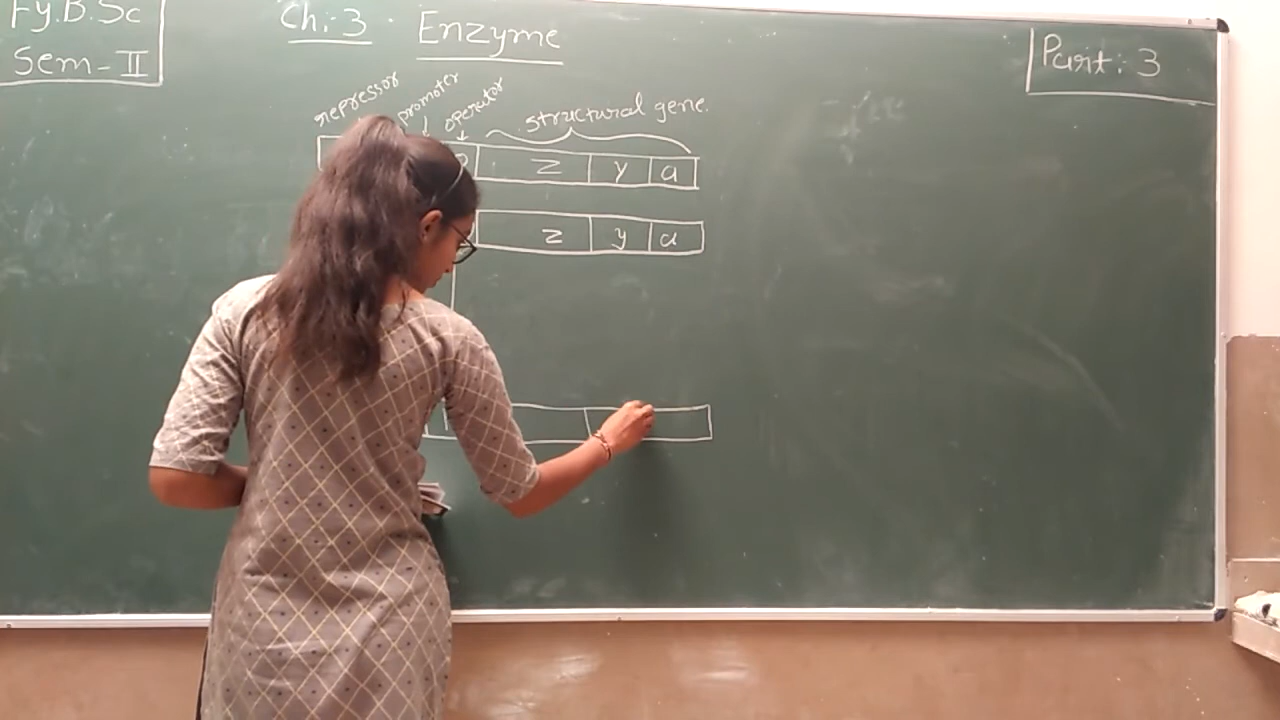 Fy.B.Sc
Sem-II
Ch:3 Enzyme
Part: 3
repressor promoter operator structural gene.
z y a
z y a